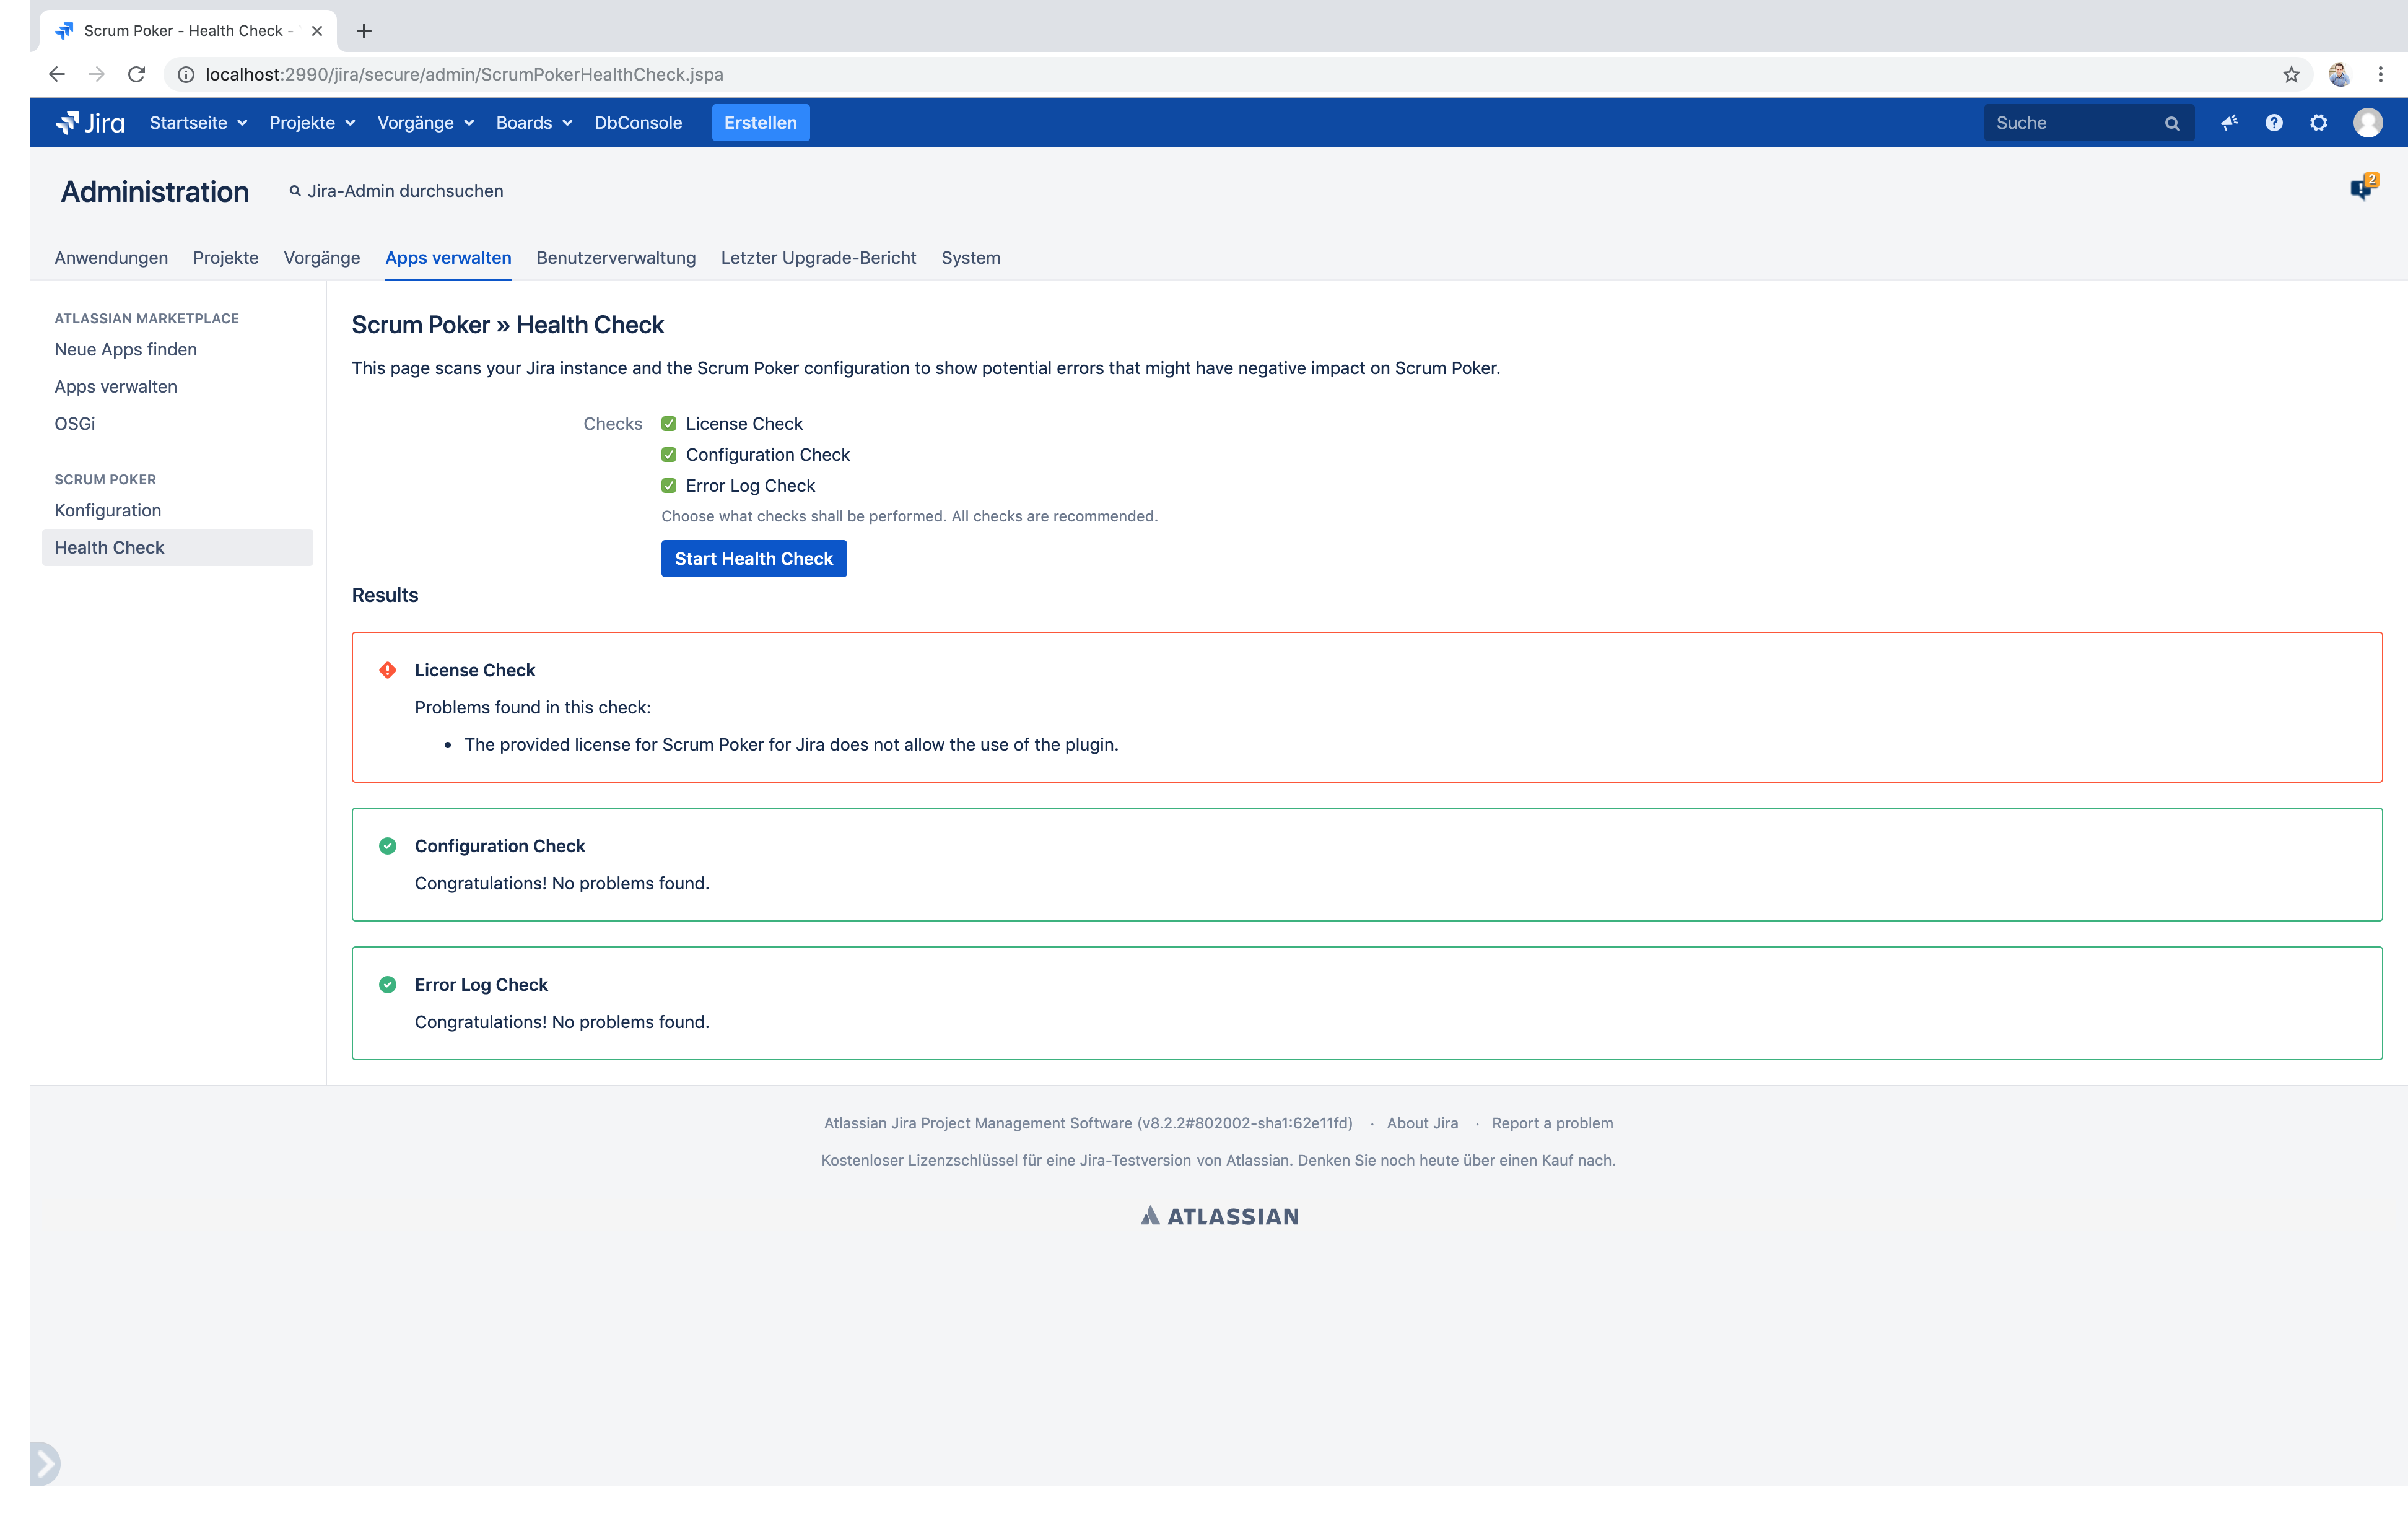 Scrum Poker - Health Check -
localhost:2990/jira/secure/admin/ScrumPokerHealthCheck.jspa
Jira Startseite Projekte Vorgänge Boards DbConsole Erstellen Suche
Administration Jira-Admin durchsuchen 2
Anwendungen Projekte Vorgänge Apps verwalten Benutzerverwaltung Letzter Upgrade-Bericht System
ATLASSIAN MARKETPLACE
Neue Apps finden
Apps verwalten
OSGi
SCRUM POKER
Konfiguration
Health Check
Scrum Poker » Health Check
This page scans your Jira instance and the Scrum Poker configuration to show potential errors that might have negative impact on Scrum Poker.
Checks License Check
Configuration Check
Error Log Check
Choose what checks shall be performed. All checks are recommended.
Start Health Check
Results
License Check
Problems found in this check:
• The provided license for Scrum Poker for Jira does not allow the use of the plugin.
Configuration Check
Congratulations! No problems found.
Error Log Check
Congratulations! No problems found.
Atlassian Jira Project Management Software (v8.2.2#802002-sha1:62e11fd) · About Jira · Report a problem
Kostenloser Lizenzschlüssel für eine Jira-Testversion von Atlassian. Denken Sie noch heute über einen Kauf nach.
ATLASSIAN